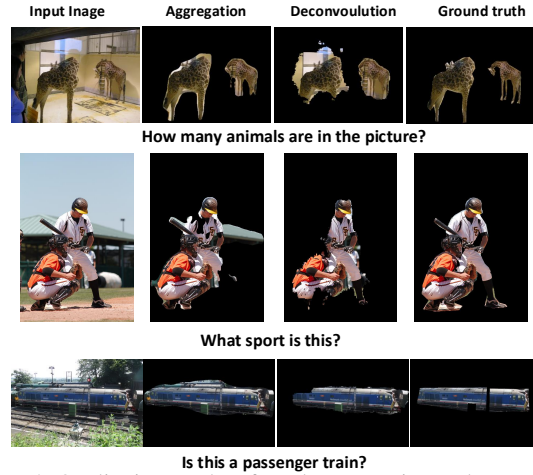 Input Image Aggregation Deconvoulution Ground truth
How many animals are in the picture?
What sport is this?
Is this a passenger train?